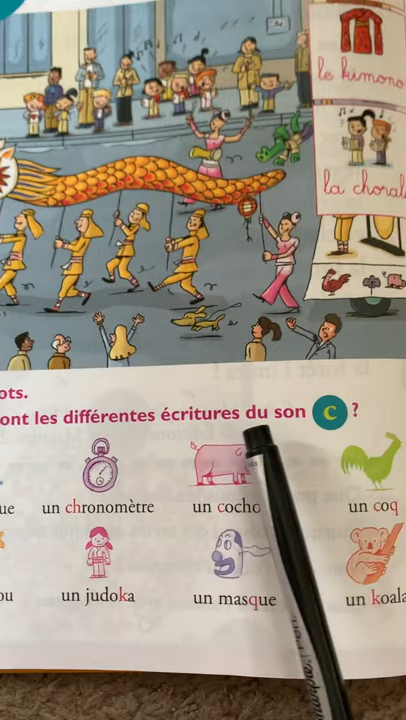 le kimono
la choral
ots.
ont les différentes écritures du son c ?
ue un chronomètre un cocho un coq
ou un judoka un masque un koala